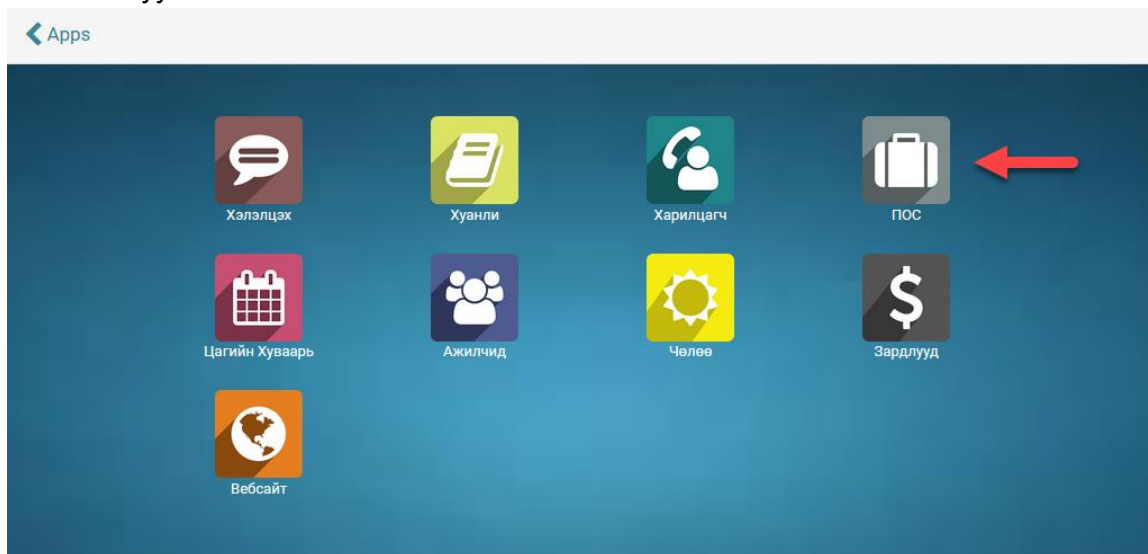 Apps
Хэлэлцэх
Хуанли
Харилцагч
ПОС
Цагийн Хуваарь
Ажилчид
Чөлөө
Зардлууд
Вебсайт